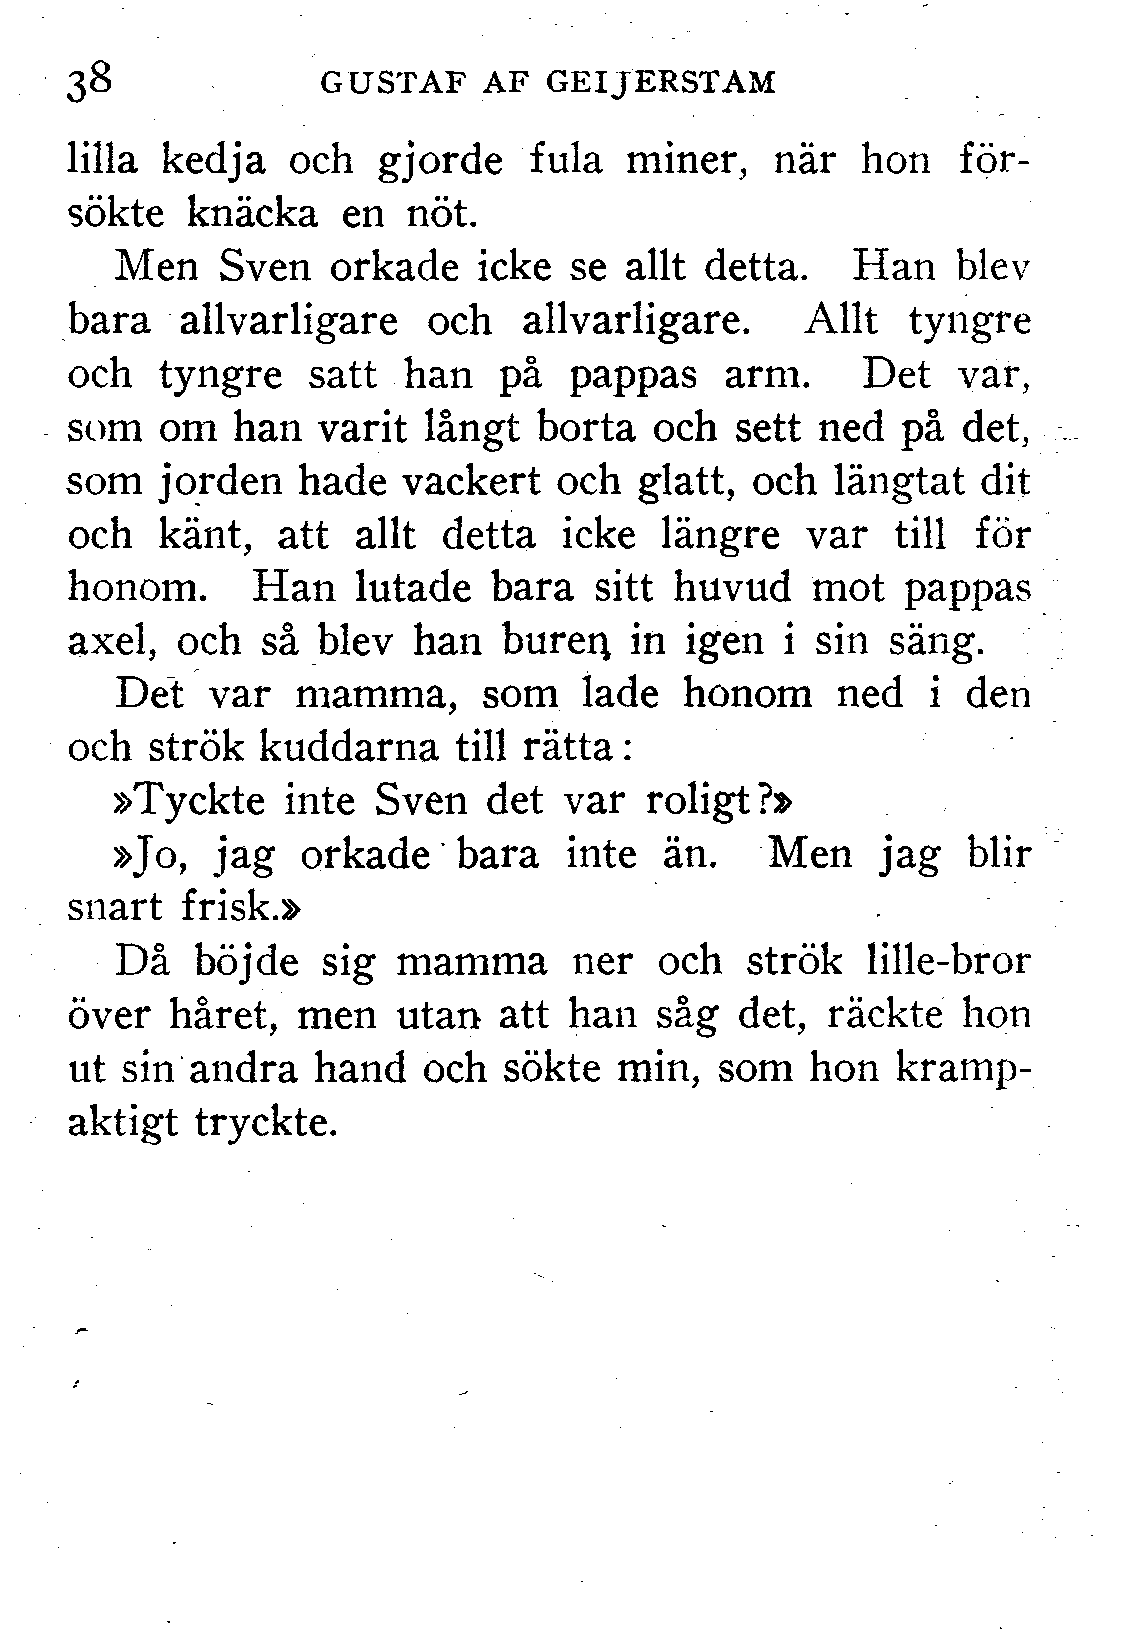 38 GUSTAF AF GEIJERSTAM
lilla kedja och gjorde fula miner, när hon för-
sökte knäcka en nöt.
Men Sven orkade icke se allt detta. Han blev
bara allvarligare och allvarligare. Allt tyngre
och tyngre satt han på pappas arm. Det var,
som om han varit långt borta och sett ned på det,
som jorden hade vackert och glatt, och längtat dit
och känt, att allt detta icke längre var till för
honom. Han lutade bara sitt huvud mot pappas
axel, och så blev han buren in igen i sin säng.
Det var mamma, som lade honom ned i den
och strök kuddarna till rätta:
»Tyckte inte Sven det var roligt?»
»Jo, jag orkade bara inte än. Men jag blir
snart frisk.»
Då böjde sig mamma ner och strök lille-bror
över håret, men utan att han såg det, räckte hon
ut sin andra hand och sökte min, som hon kramp-
aktigt tryckte.